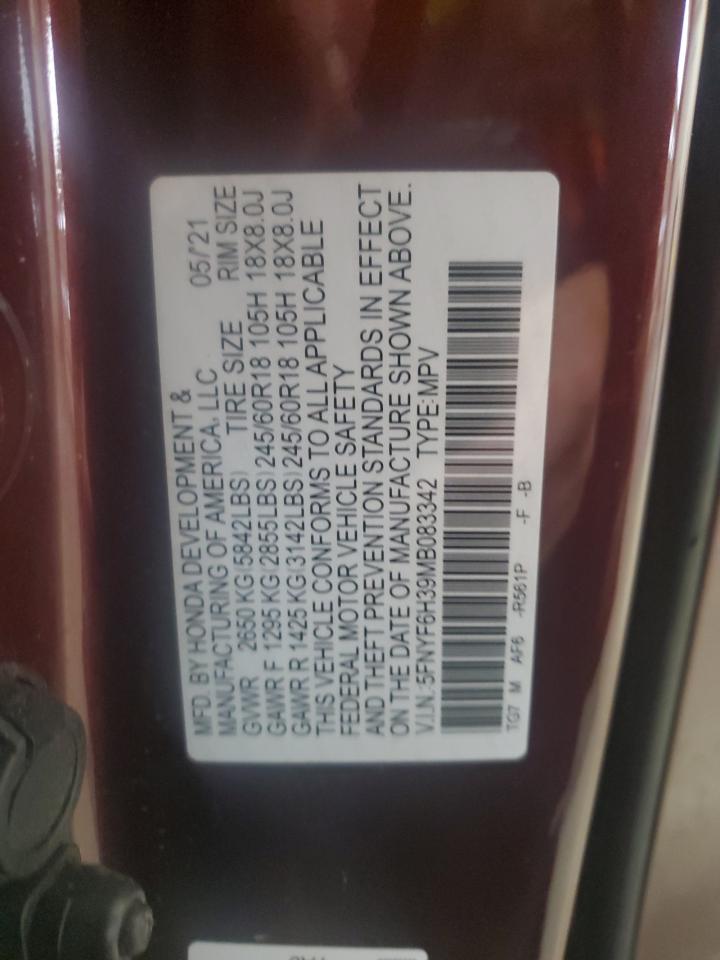 MFD. BY HONDA DEVELOPMENT &
MANUFACTURING OF AMERICA, LLC 05/'21
GVWR 2650 KG(5842LBS) TIRE SIZE RIM SIZE
GAWR F 1295 KG(2855LBS) 245/60R18 105H 18X8.0J
GAWR R 1425 KG(3142LBS) 245/60R18 105H 18X8.0J
THIS VEHICLE CONFORMS TO ALL APPLICABLE
FEDERAL MOTOR VEHICLE SAFETY
AND THEFT PREVENTION STANDARDS IN EFFECT
ON THE DATE OF MANUFACTURE SHOWN ABOVE.
V.I.N.:5FNYF6H39MB083342 TYPE:MPV
TG7 M AF6 -R561P -F -B